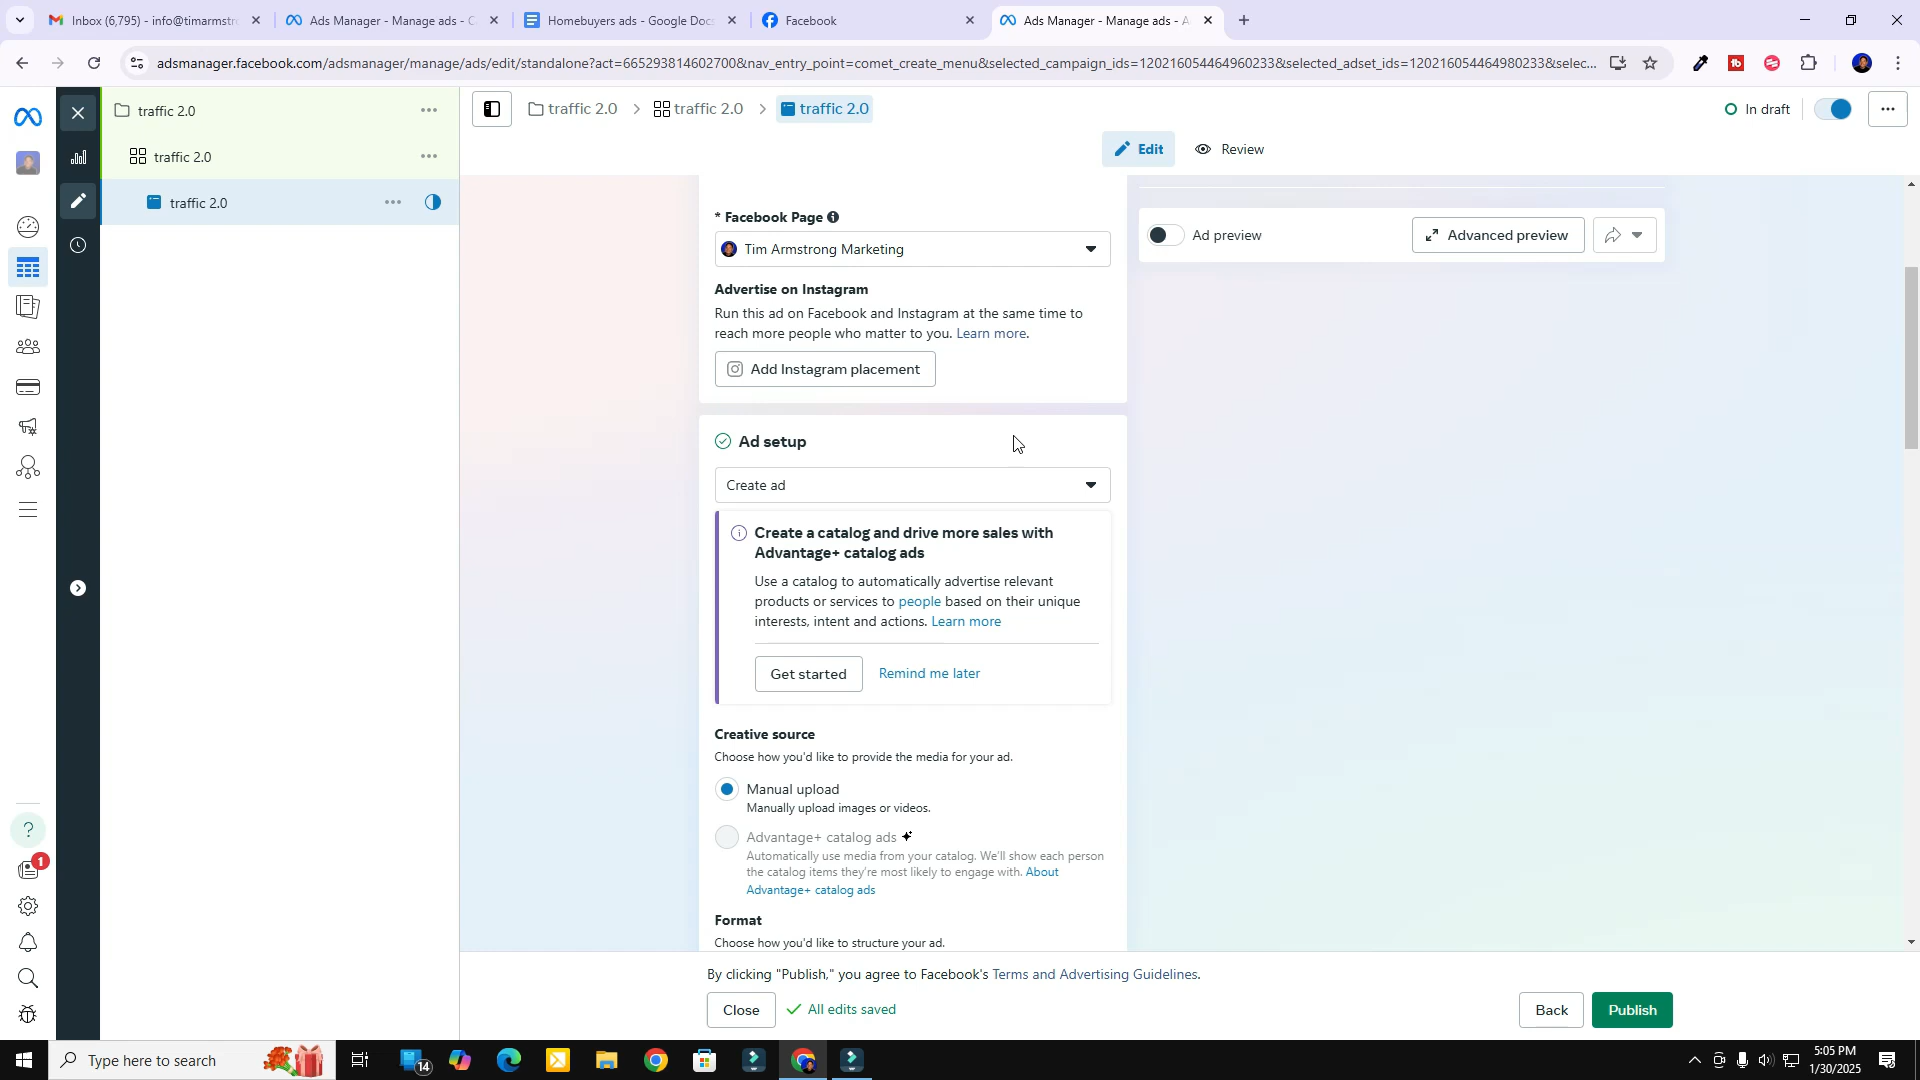 Inbox (6,795) - info@timarmstr
Ads Manager - Manage ads - C
Homebuyers ads - Google Doc
Facebook
Ads Manager - Manage ads - A
adsmanager.facebook.com/adsmanager/manage/ads/edit/standalone?act=665293814602700&nav_entry_point=comet_create_menu&selected_campaign_ids=120216054464960233&selected_adset_ids=120216054464980233&selec...
traffic 2.0
traffic 2.0
traffic 2.0
traffic 2.0 > traffic 2.0 > traffic 2.0
In draft
Edit
Review
* Facebook Page
Tim Armstrong Marketing
Ad preview
Advanced preview
Advertise on Instagram
Run this ad on Facebook and Instagram at the same time to
reach more people who matter to you. Learn more.
Add Instagram placement
Ad setup
Create ad
Create a catalog and drive more sales with
Advantage+ catalog ads
Use a catalog to automatically advertise relevant
products or services to people based on their unique
interests, intent and actions. Learn more
Get started
Remind me later
Creative source
Choose how you'd like to provide the media for your ad.
Manual upload
Manually upload images or videos.
Advantage+ catalog ads
Automatically use media from your catalog. We'll show each person
the catalog items they're most likely to engage with. About
Advantage+ catalog ads
Format
Choose how you'd like to structure your ad.
1
By clicking "Publish," you agree to Facebook's Terms and Advertising Guidelines.
Close
All edits saved
Back
Publish
Type here to search
14
5:05 PM
1/30/2025